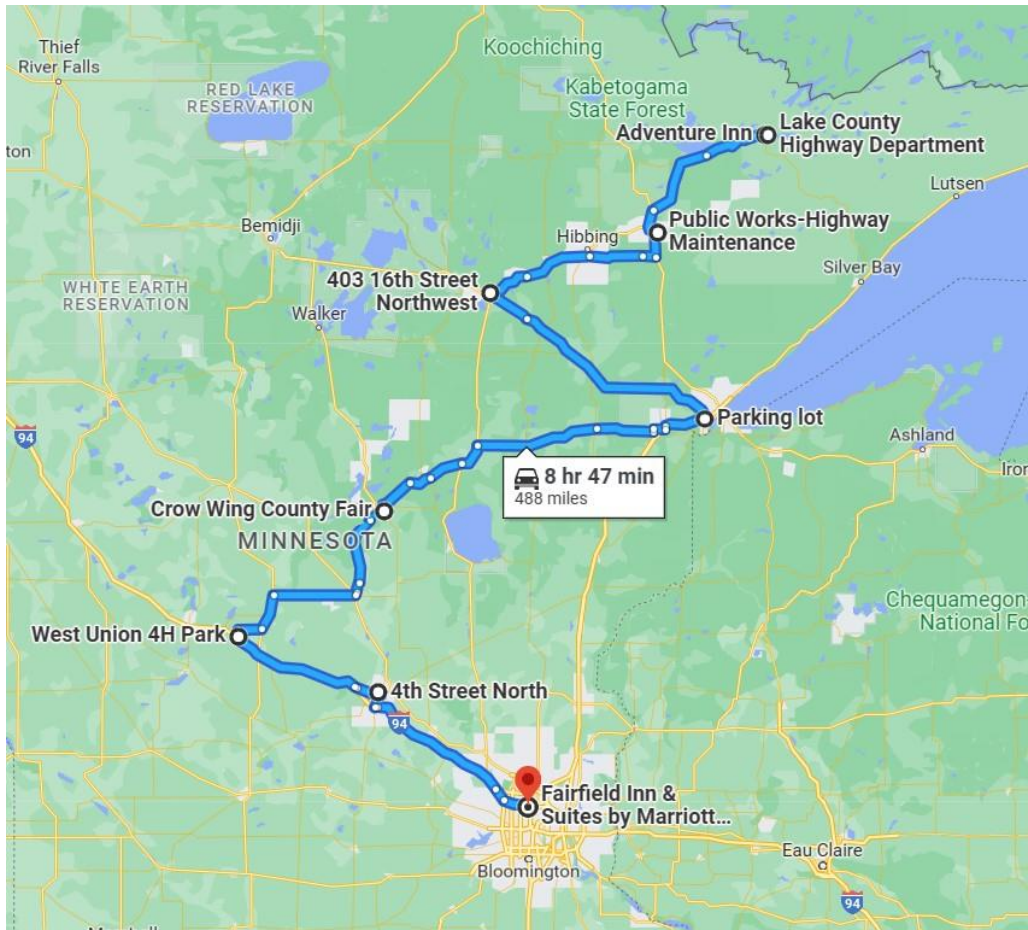 Thief
River Falls
Koochiching
RED LAKE
RESERVATION
Kabetogama
State Forest
ton
Adventure Inn
Lake County
Highway Department
Lutsen
Bemidji
Public Works-Highway
Maintenance
Hibbing
403 16th Street
Northwest
Silver Bay
WHITE EARTH
RESERVATION
Walker
94
Parking lot
Ashland
Iron
8 hr 47 min
488 miles
Crow Wing County Fair
MINNESOTA
Chequamegon-
National Fo
West Union 4H Park
4th Street North
94
Fairfield Inn &
Suites by Marriott...
Eau Claire
Bloomington
94